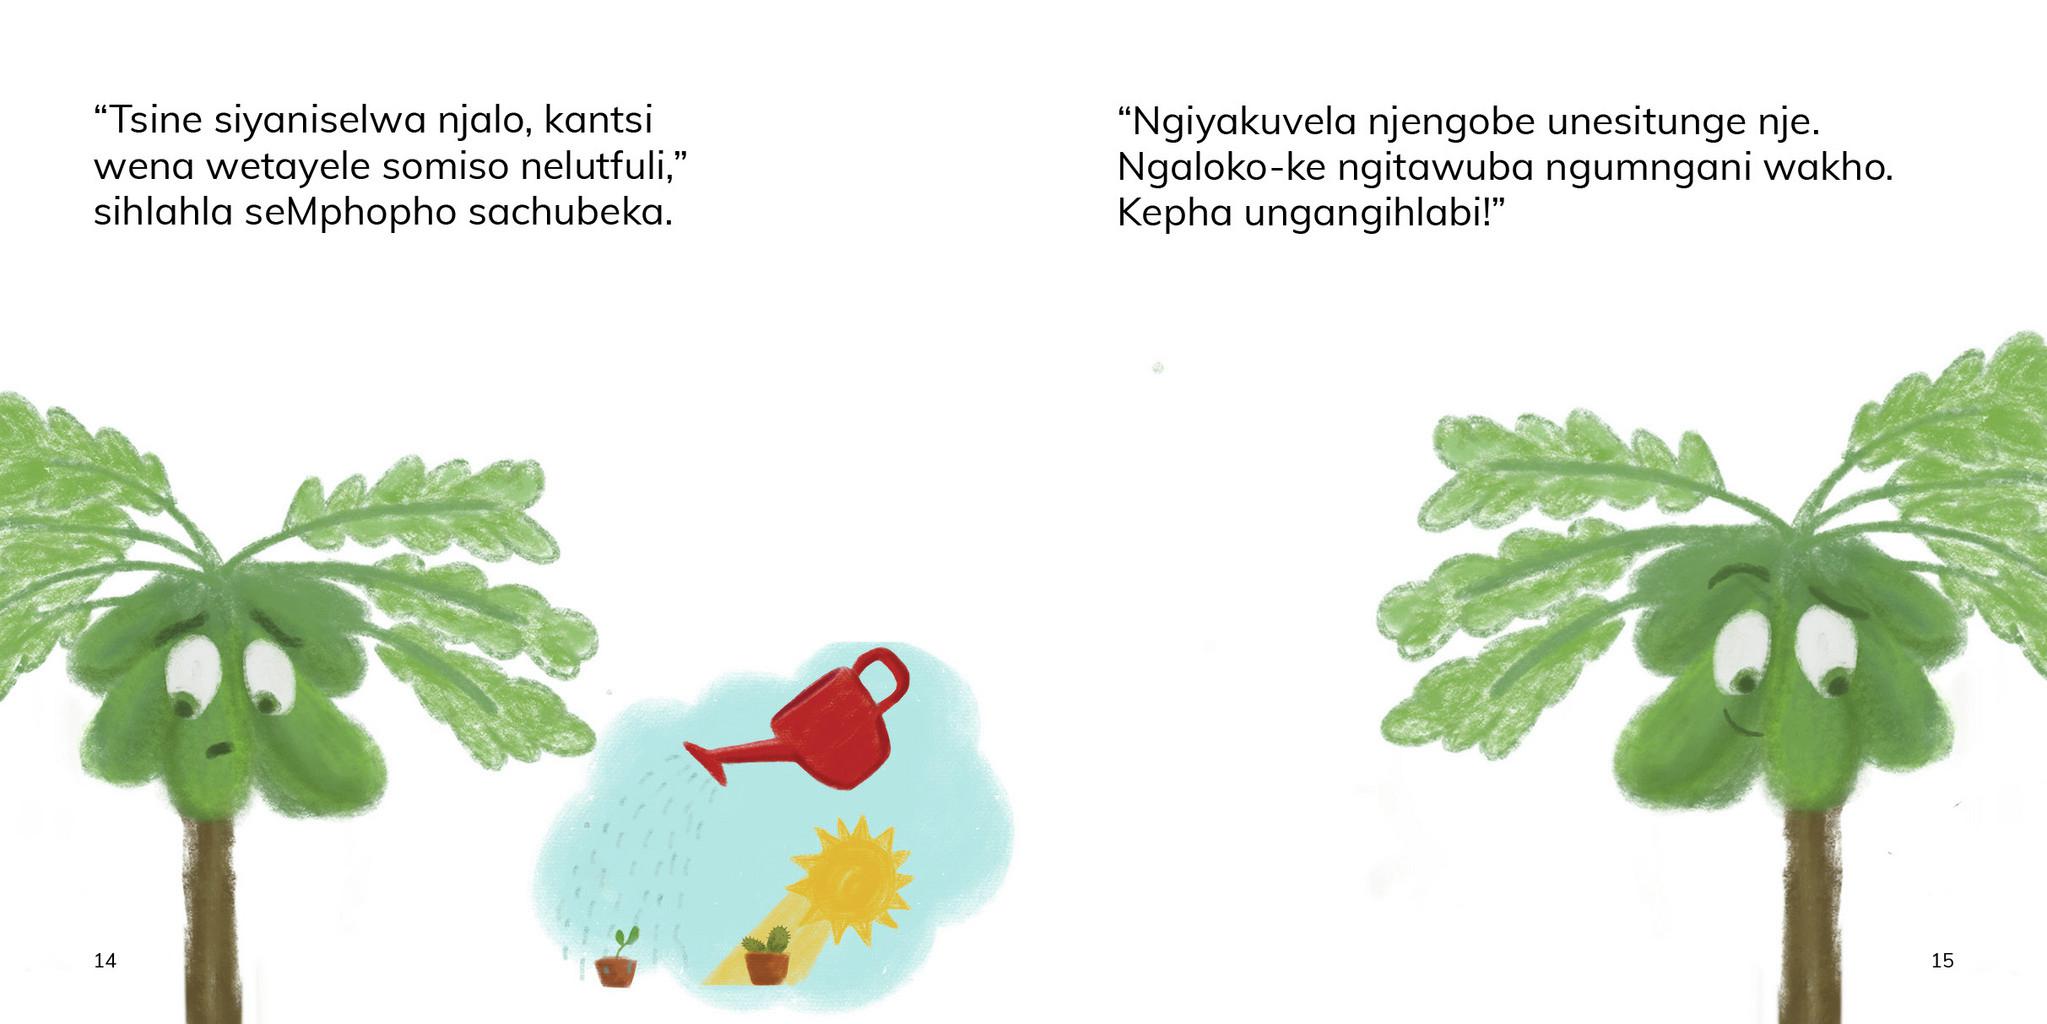 “Tsine siyaniselwa njalo, kantsi
wena wetayele somiso nelutfuli,”
sihlahla seMphopho sachubeka.
14
“Ngiyakuvela njengobe unesitunge nje.
Ngaloko-ke ngitawuba ngumngani wakho.
Kepha ungangihlabi!”
15